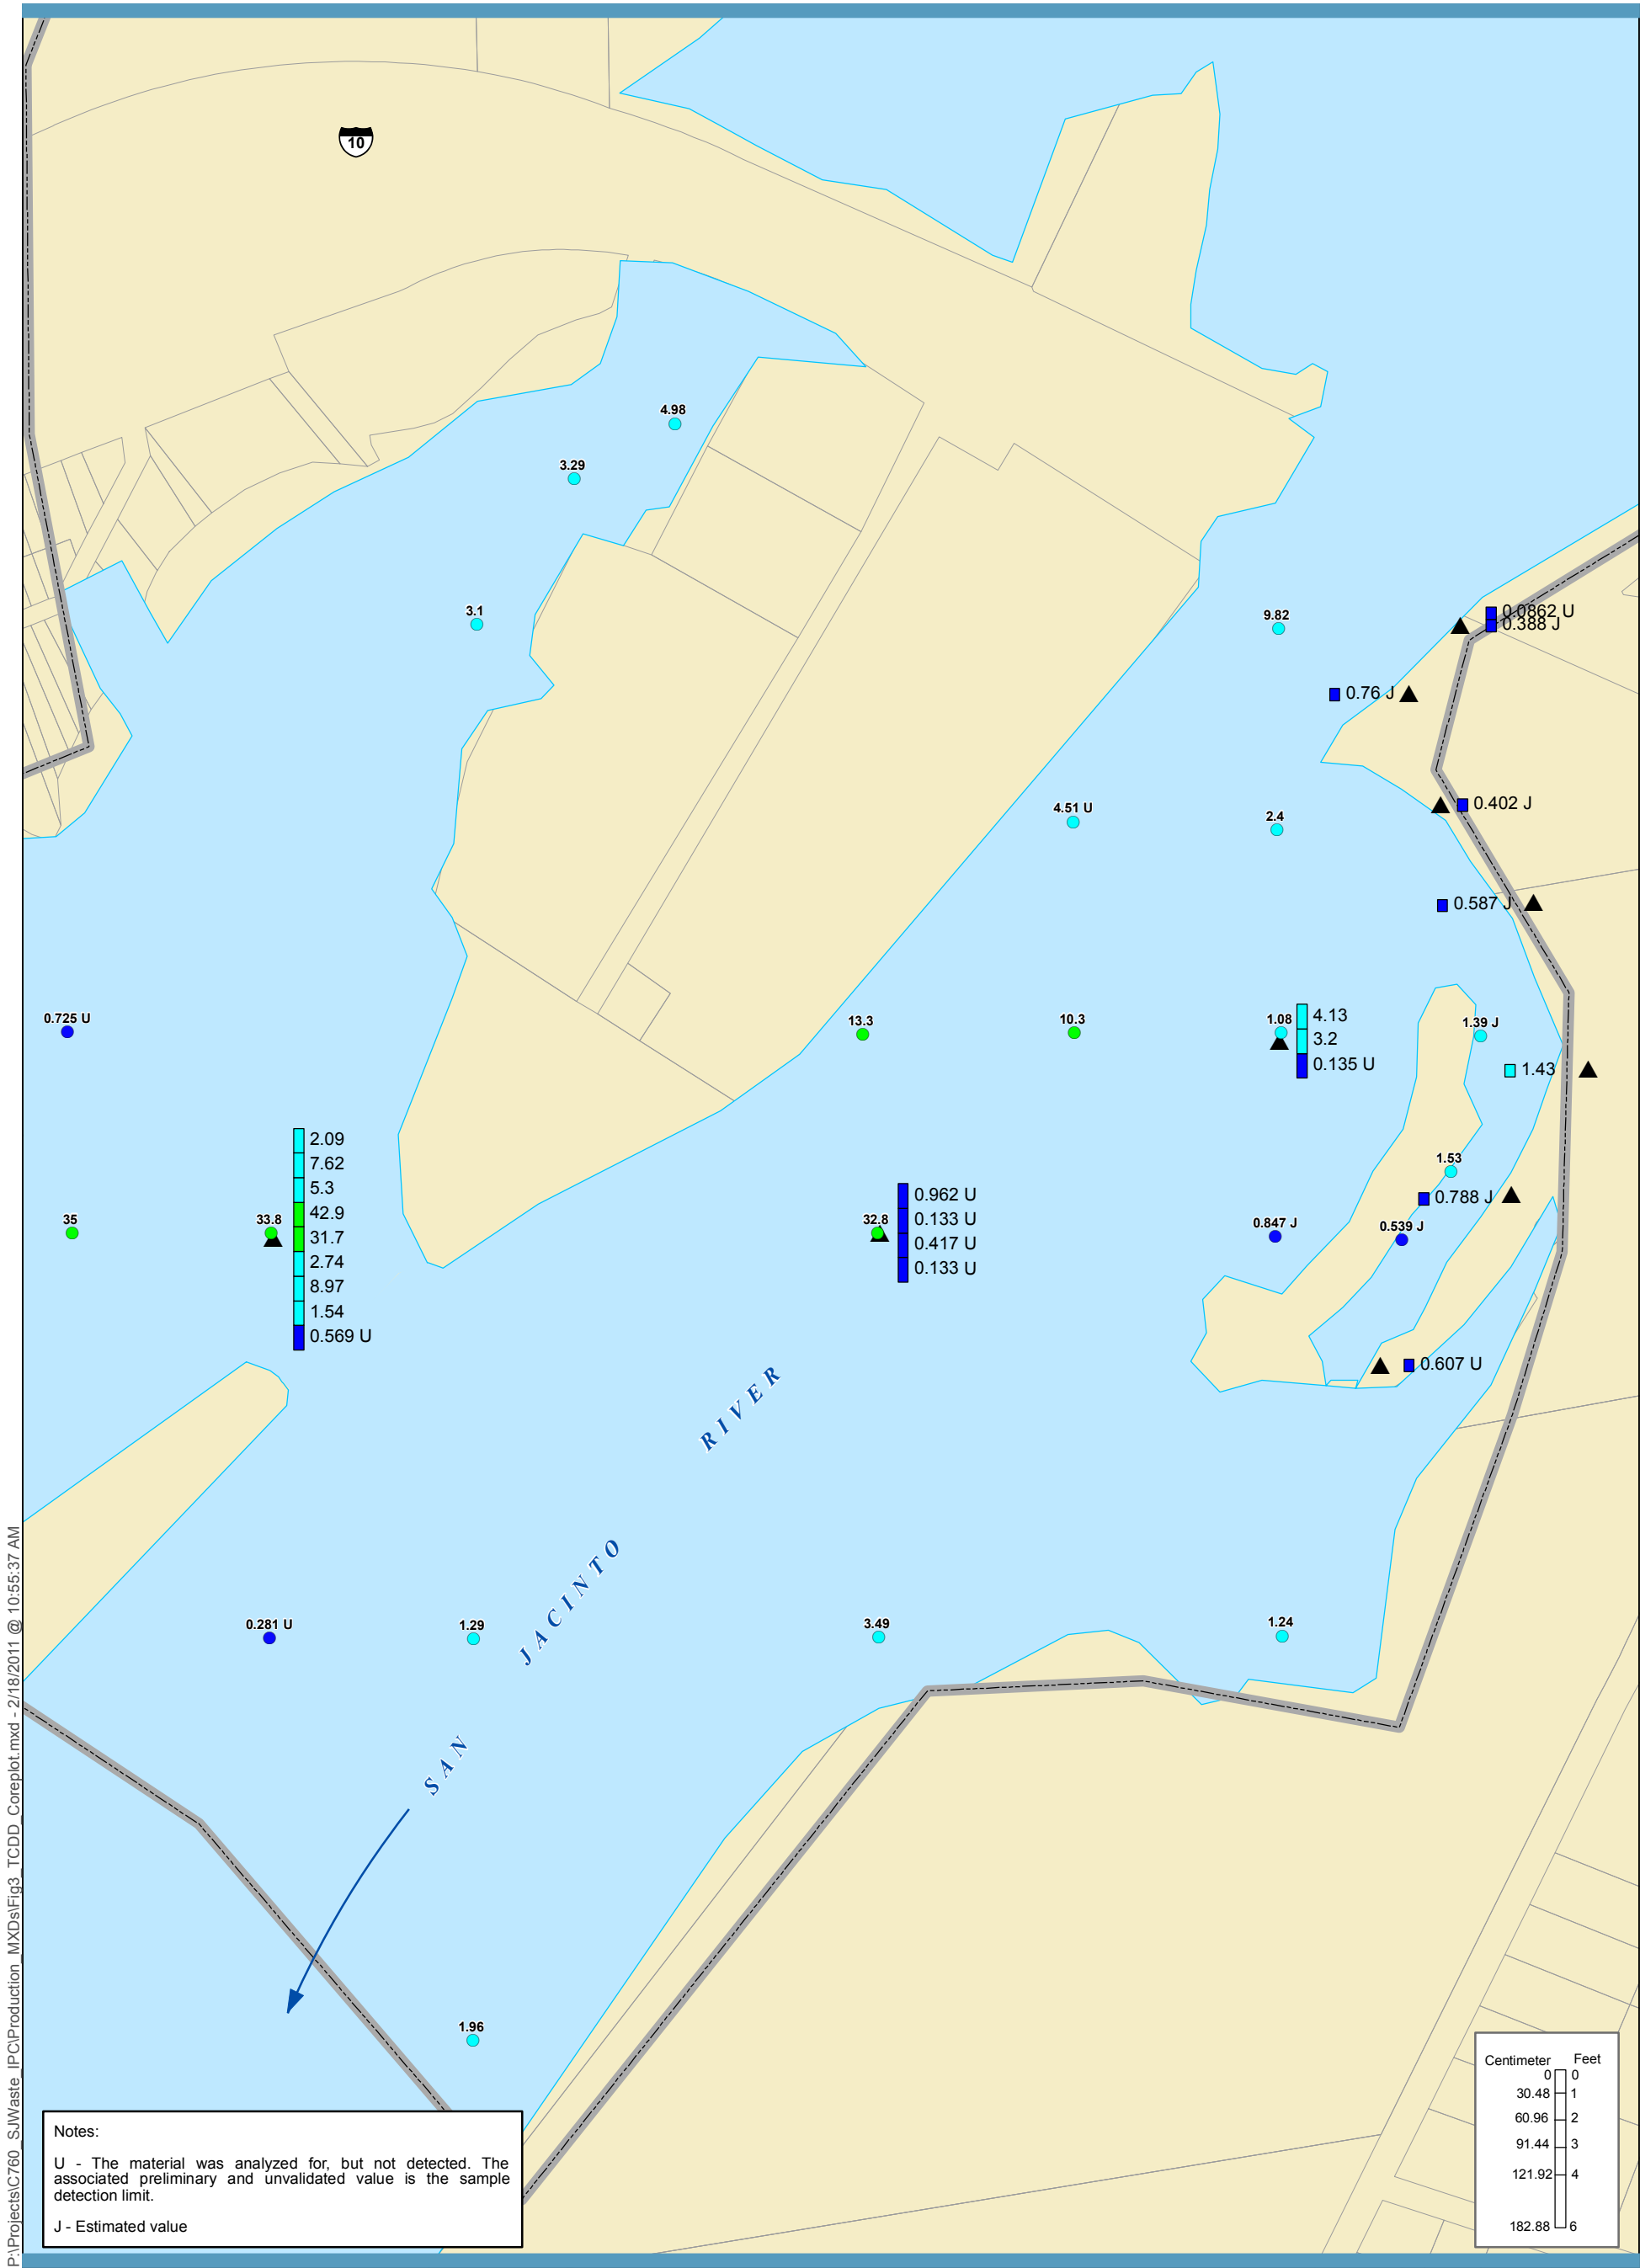 10
4.98
3.29
3.1
9.82
0.0862 U
0.388 J
0.76 J
0.402 J
4.51 U
2.4
0.587 J
0.725 U
13.3
10.3
1.08
4.13
3.2
0.135 U
1.39 J
1.43
1.53
0.788 J
35
33.8
2.09
7.62
5.3
42.9
31.7
2.74
8.97
1.54
0.569 U
32.8
0.962 U
0.133 U
0.417 U
0.133 U
0.847 J
0.539 J
0.607 U
SAN JACINTO RIVER
0.281 U
1.29
3.49
1.24
1.96
Notes:
U - The material was analyzed for, but not detected. The
associated preliminary and unvalidated value is the sample
detection limit.
J - Estimated value
Centimeter Feet
0 0
30.48 1
60.96 2
91.44 3
121.92 4
182.88 6
P:\Projects\C760_SJWaste_IPC\Production_MXDs\Fig3_TCDD_Coreplot.mxd - 2/18/2011 @ 10:55:37 AM